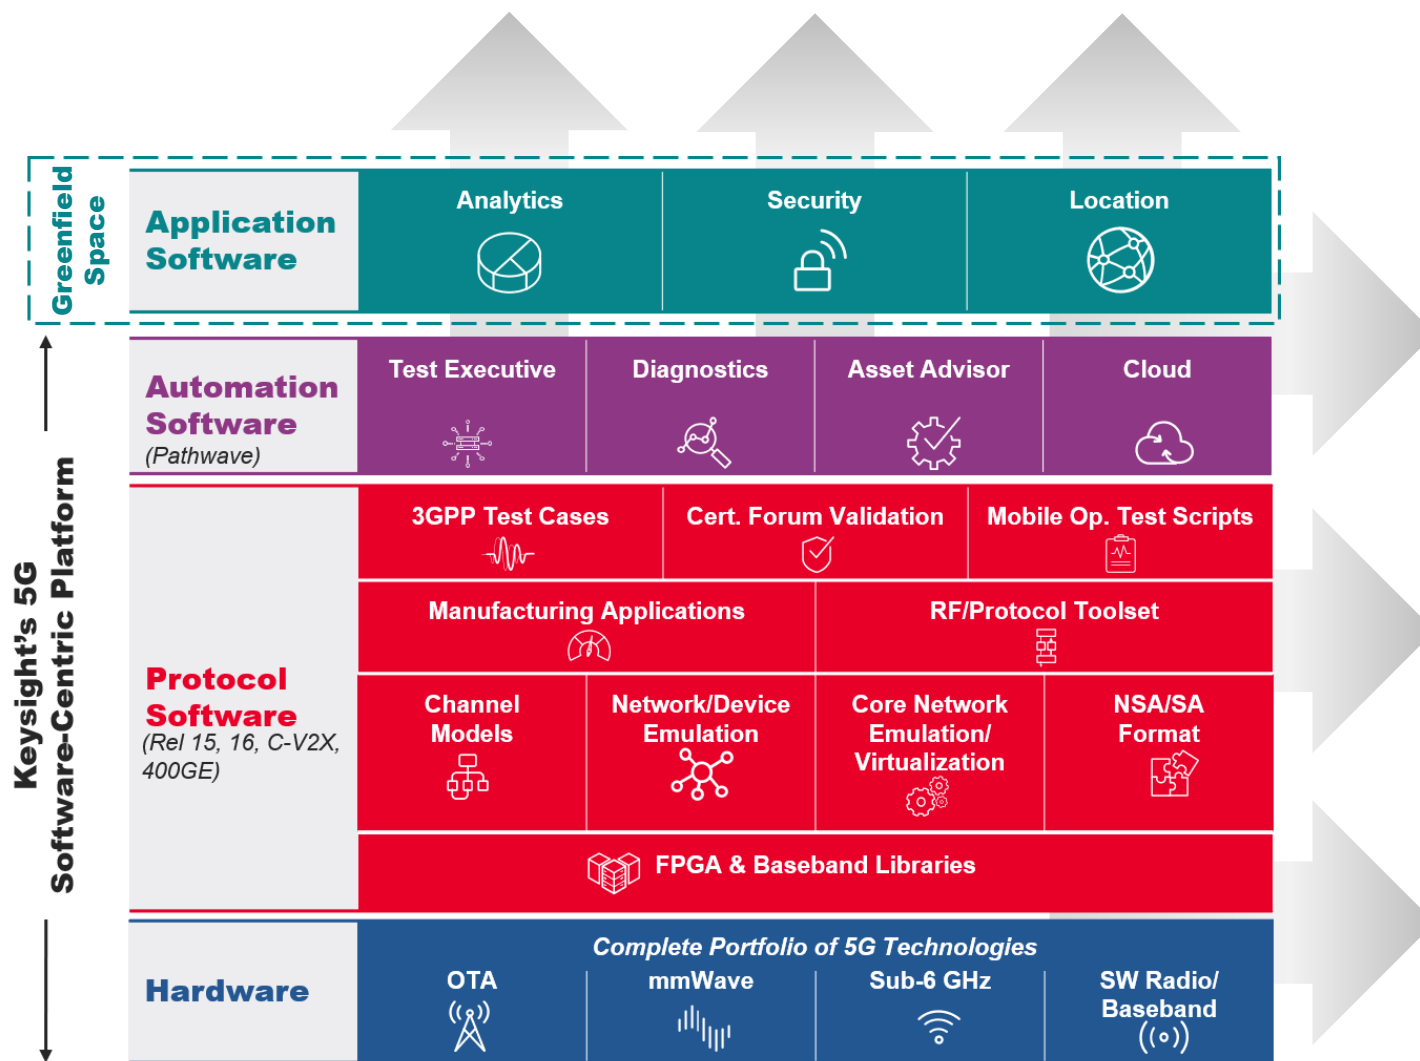 Greenfield
Space
Application
Software
Analytics
Security
Location
Keysight's 5G
Software-Centric Platform
Automation
Software
(Pathwave)
Test Executive
Diagnostics
Asset Advisor
Cloud
Protocol
Software
(Rel 15, 16, C-V2X,
400GE)
3GPP Test Cases
Cert. Forum Validation
Mobile Op. Test Scripts
Manufacturing Applications
RF/Protocol Toolset
Channel
Models
Network/Device
Emulation
Core Network
Emulation/
Virtualization
NSA/SA
Format
FPGA & Baseband Libraries
Hardware
Complete Portfolio of 5G Technologies
OTA
mmWave
Sub-6 GHz
SW Radio/
Baseband